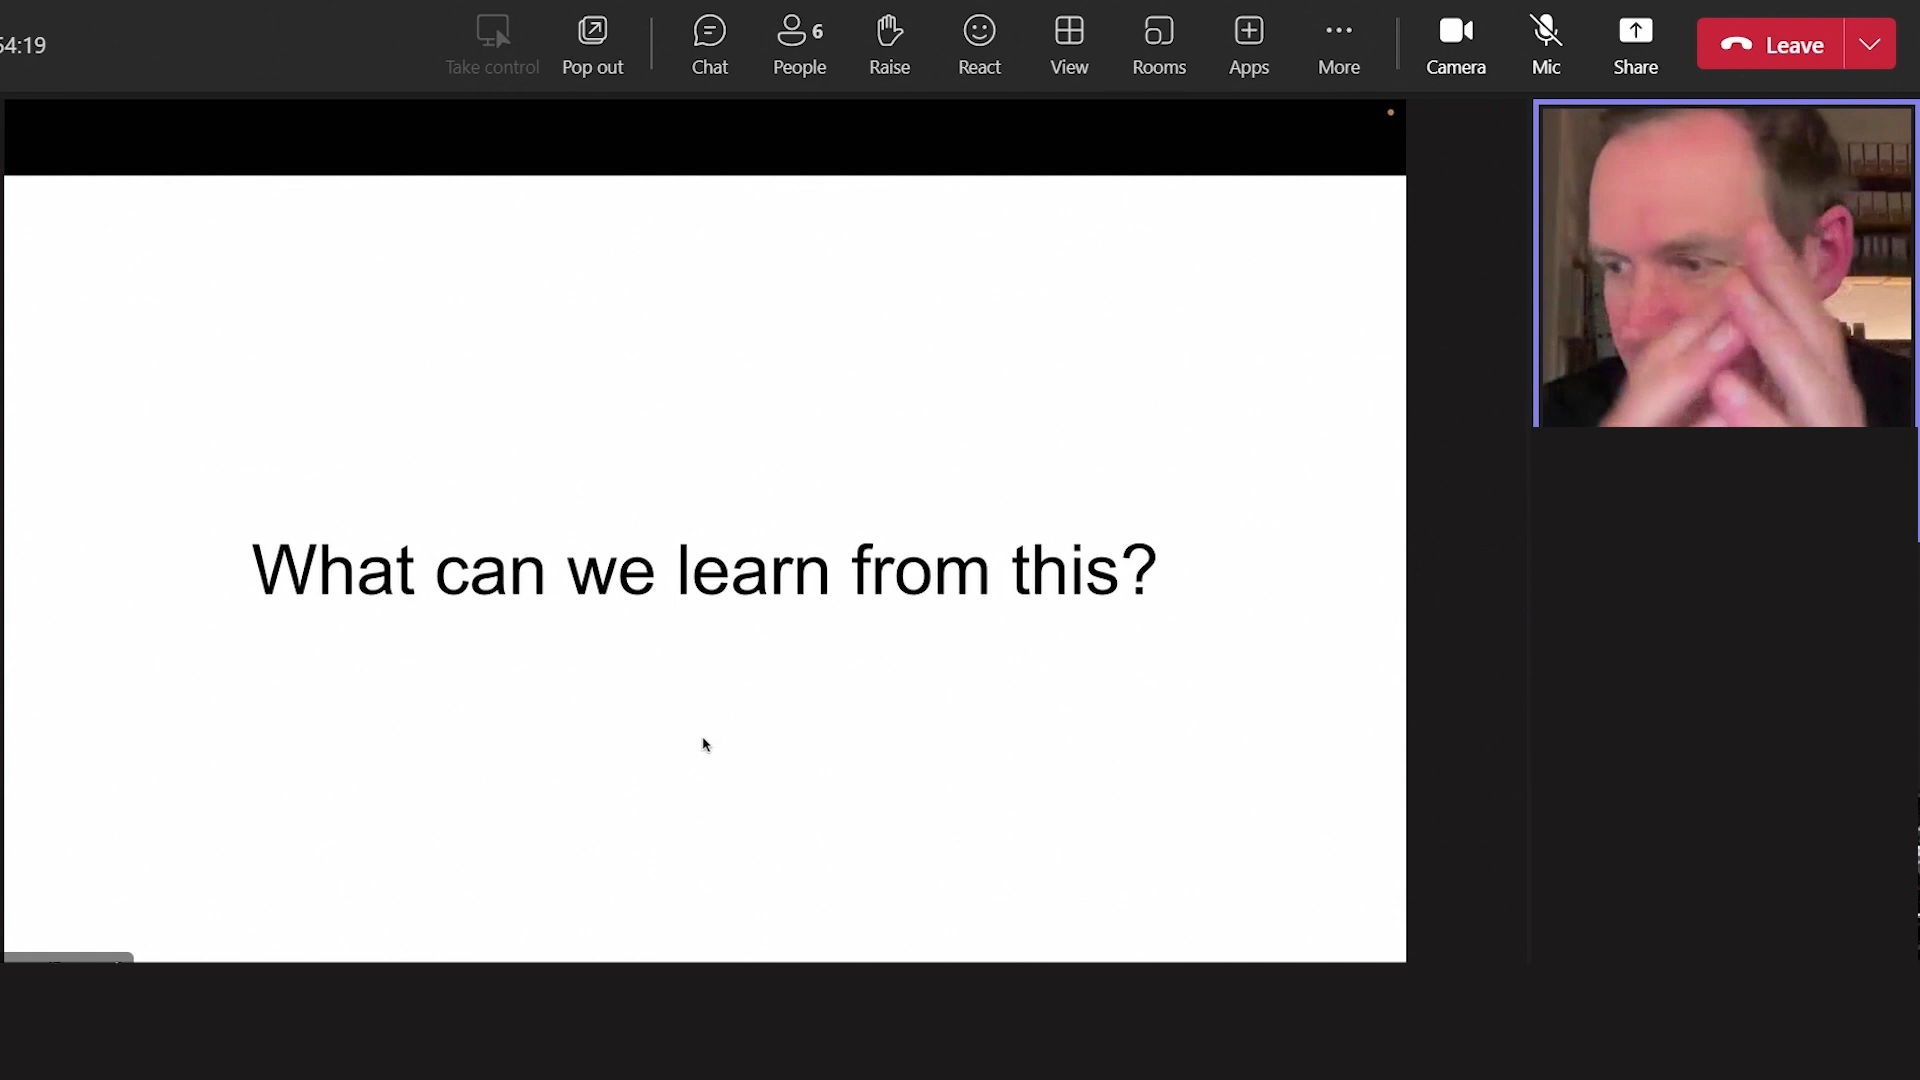 54:19
Take control
Pop out
Chat
People
6
Raise
React
View
Rooms
Apps
More
Camera
Mic
Share
Leave
What can we learn from this?